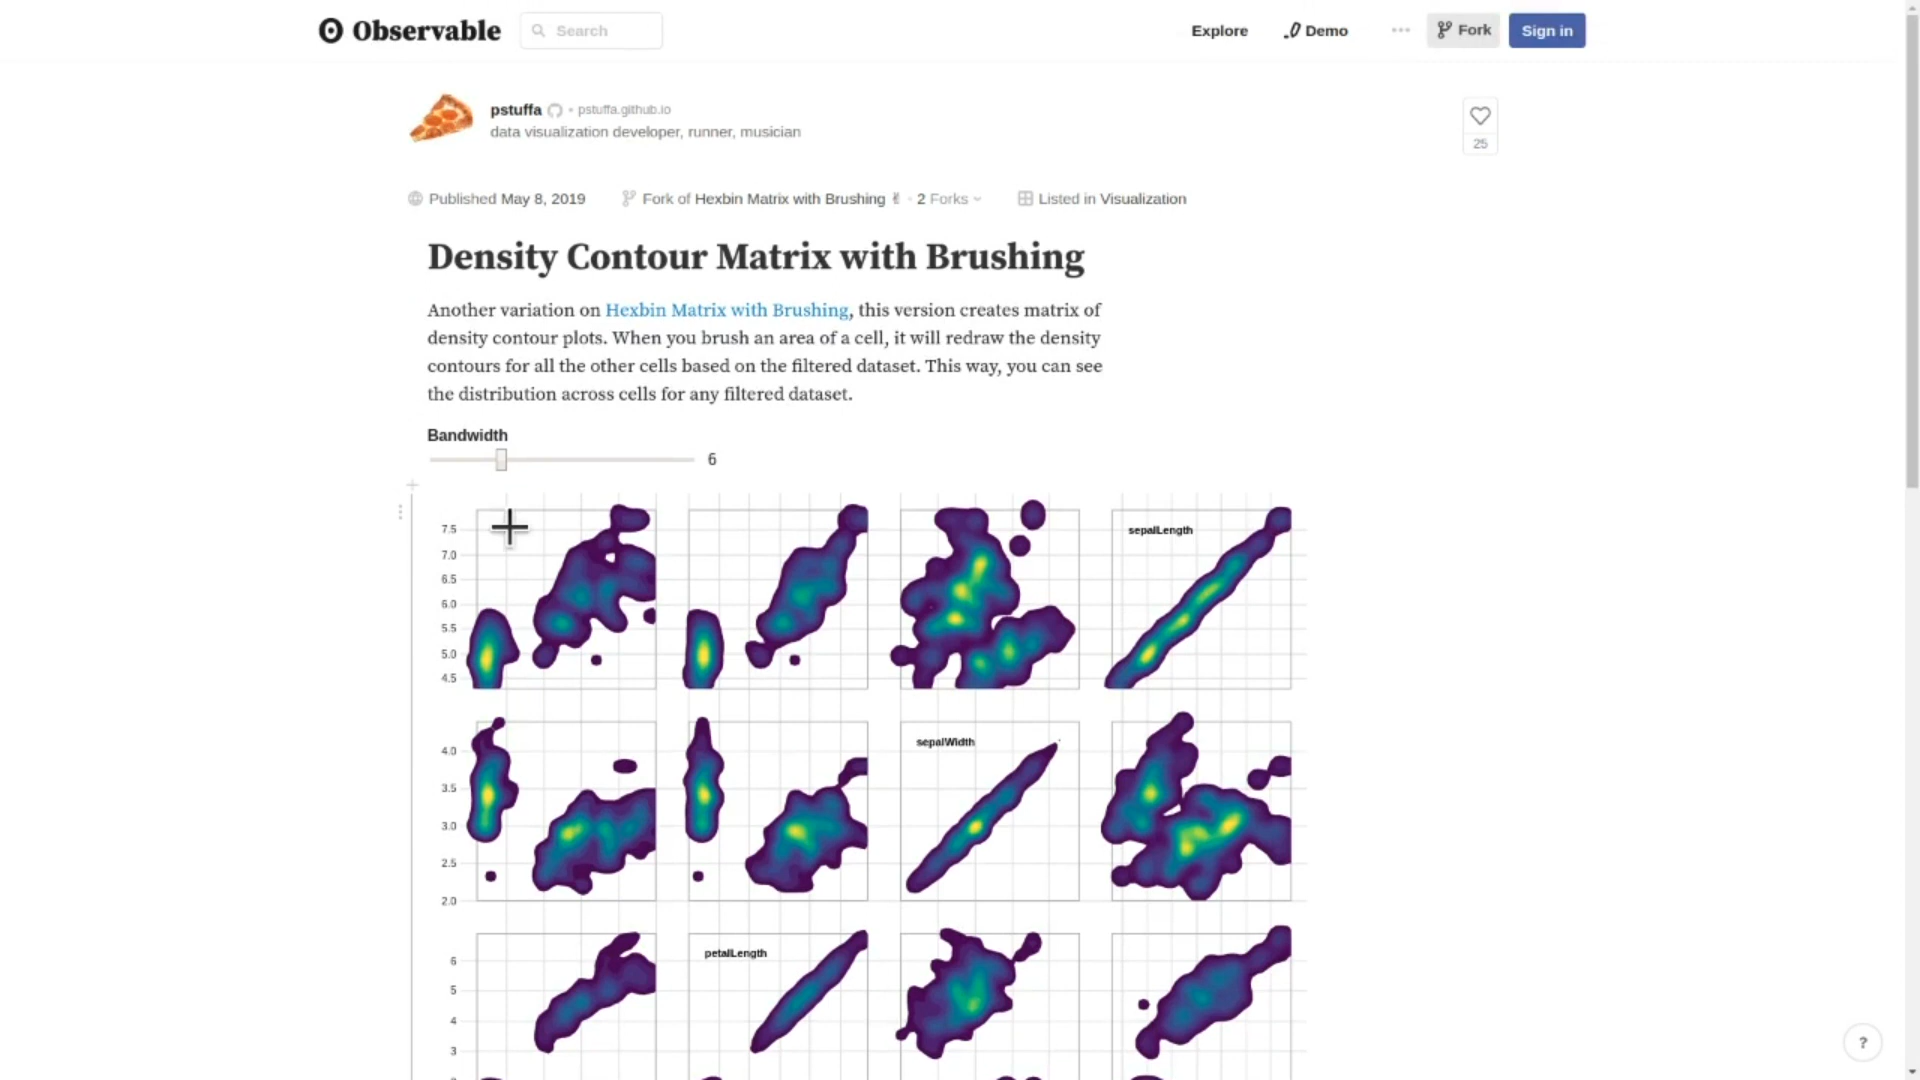 Observable
Search
Explore
Demo
Fork
Sign in
pstuffa • pstuffa.github.io
data visualization developer, runner, musician
25
Published May 8, 2019
Fork of Hexbin Matrix with Brushing
2 Forks
Listed in Visualization
Density Contour Matrix with Brushing
Another variation on Hexbin Matrix with Brushing, this version creates matrix of
density contour plots. When you brush an area of a cell, it will redraw the density
contours for all the other cells based on the filtered dataset. This way, you can see
the distribution across cells for any filtered dataset.
Bandwidth
6
7.5
7.0
6.5
6.0
5.5
5.0
4.5
sepalLength
4.0
3.5
3.0
2.5
2.0
sepalWidth
6
5
4
3
petalLength
?